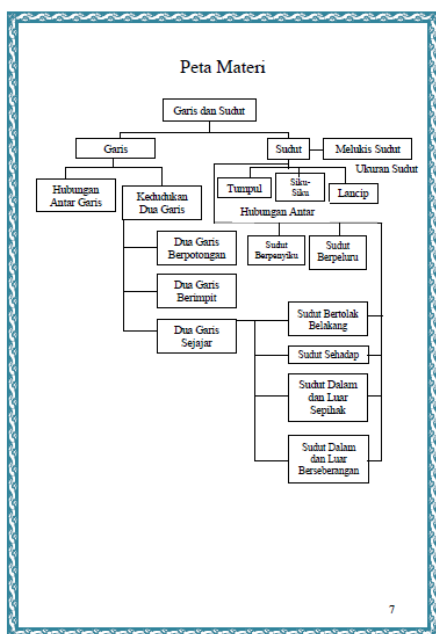 Peta Materi
Garis dan Sudut
Garis
Sudut
Melukis Sudut
Ukuran Sudut
Hubungan
Antar Garis
Kedudukan
Dua Garis
Tumpul
Siku-
Siku
Lancip
Hubungan Antar
Dua Garis
Berpotongan
Sudut
Berpenyiku
Sudut
Berpeluru
Dua Garis
Berimpit
Dua Garis
Sejajar
Sudut Bertolak
Belakang
Sudut Sehadap
Sudut Dalam
dan Luar
Sepihak
Sudut Dalam
dan Luar
Berseberangan
7